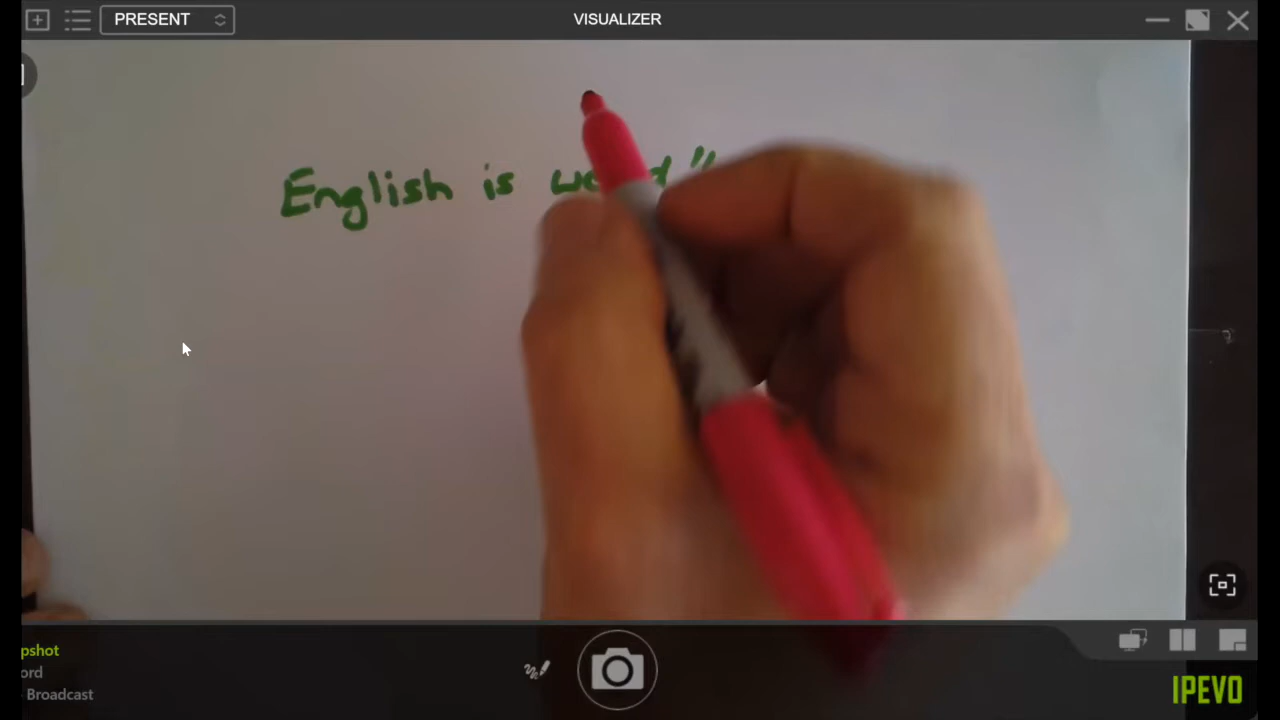 PRESENT
VISUALIZER
English is
pshot
ord
Broadcast
IPEVO